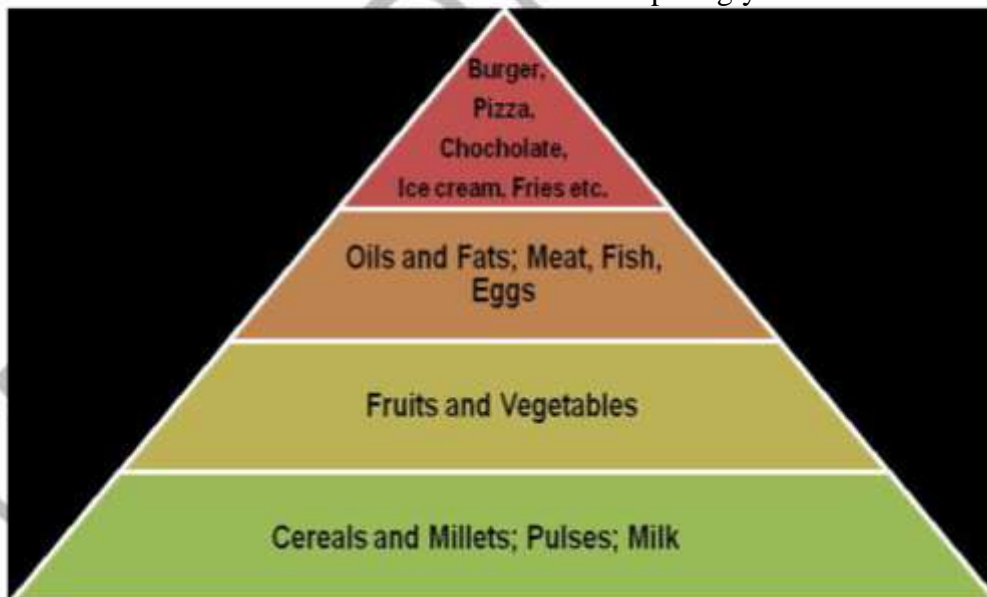 Burger,
Pizza,
Chocholate,
Ice cream, Fries etc.
Oils and Fats; Meat, Fish,
Eggs
Fruits and Vegetables
Cereals and Millets; Pulses; Milk